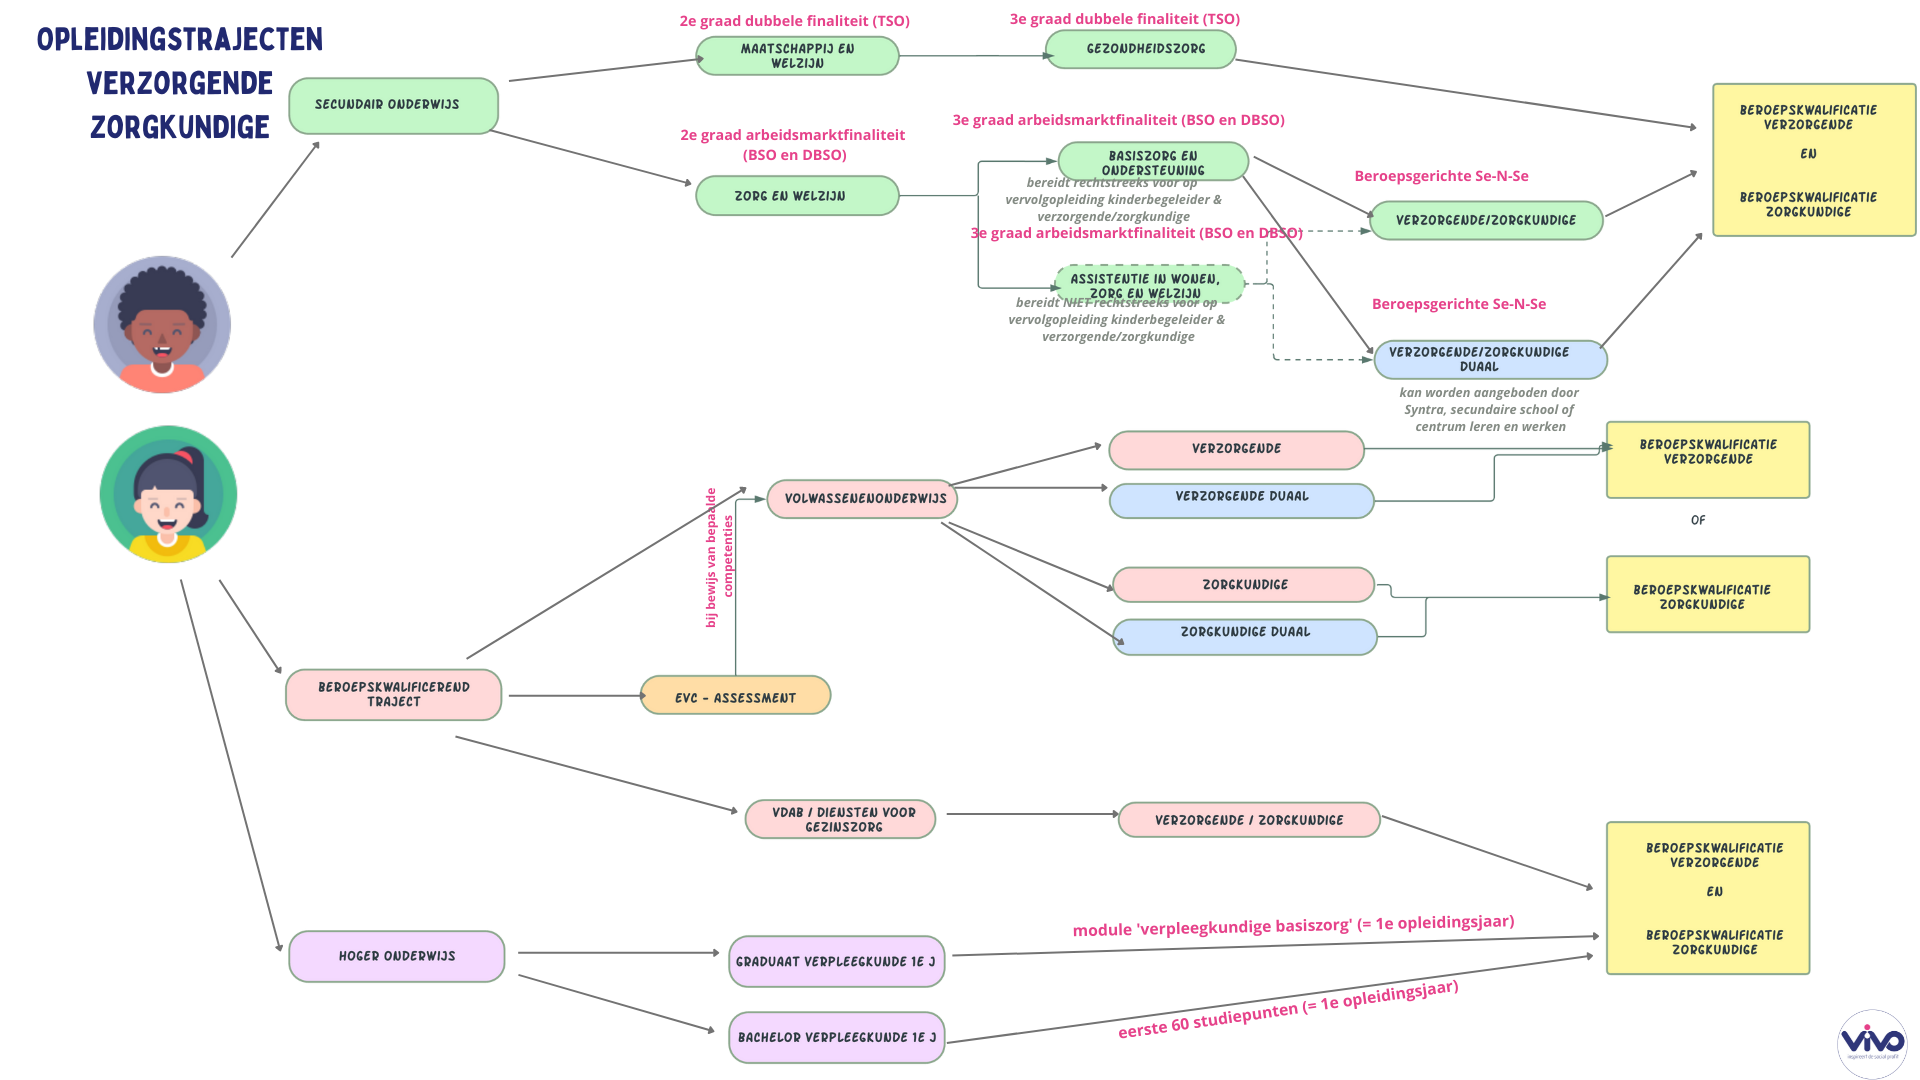 OPLEIDINGSTRAJECTEN
VERZORGENDE
ZORGKUNDIGE
SECUNDAIR ONDERWIJS
2e graad dubbele finaliteit (TSO)
MAATSCHAPPIJ EN
WELZIJN
3e graad dubbele finaliteit (TSO)
GEZONDHEIDSZORG
2e graad arbeidsmarktfinaliteit
(BSO en DBSO)
ZORG EN WELZIJN
3e graad arbeidsmarktfinaliteit (BSO en DBSO)
BASISZORG EN
ONDERSTEUNING
bereidt rechtstreeks voor op
vervolgopleiding kinderbegeleider &
verzorgende/zorgkundige
3e graad arbeidsmarktfinaliteit (BSO en DBSO)
ASSISTENTIE IN WONEN,
ZORG EN WELZIJN
bereidt NIET rechtstreeks voor op
vervolgopleiding kinderbegeleider &
verzorgende/zorgkundige
Beroepsgerichte Se-N-Se
VERZORGENDE/ZORGKUNDIGE
Beroepsgerichte Se-N-Se
VERZORGENDE/ZORGKUNDIGE
DUAAL
kan worden aangeboden door
Syntra, secundaire school of
centrum leren en werken
BEROEPSKWALIFICATIE
VERZORGENDE
EN
BEROEPSKWALIFICATIE
ZORGKUNDIGE
BEROEPSKWALIFICEREND
TRAJECT
EVC - ASSESSMENT
bij bewijs van bepaalde
competenties
VOLWASSENENONDERWIJS
VERZORGENDE
VERZORGENDE DUAAL
ZORGKUNDIGE
ZORGKUNDIGE DUAAL
BEROEPSKWALIFICATIE
VERZORGENDE
OF
BEROEPSKWALIFICATIE
ZORGKUNDIGE
VDAB / DIENSTEN VOOR
GEZINSZORG
VERZORGENDE / ZORGKUNDIGE
HOGER ONDERWIJS
GRADUAAT VERPLEEGKUNDE 1E J
module 'verpleegkundige basiszorg' (= 1e opleidingsjaar)
BACHELOR VERPLEEGKUNDE 1E J
eerste 60 studiepunten (= 1e opleidingsjaar)
BEROEPSKWALIFICATIE
VERZORGENDE
EN
BEROEPSKWALIFICATIE
ZORGKUNDIGE
vivo
inspireert de social profit